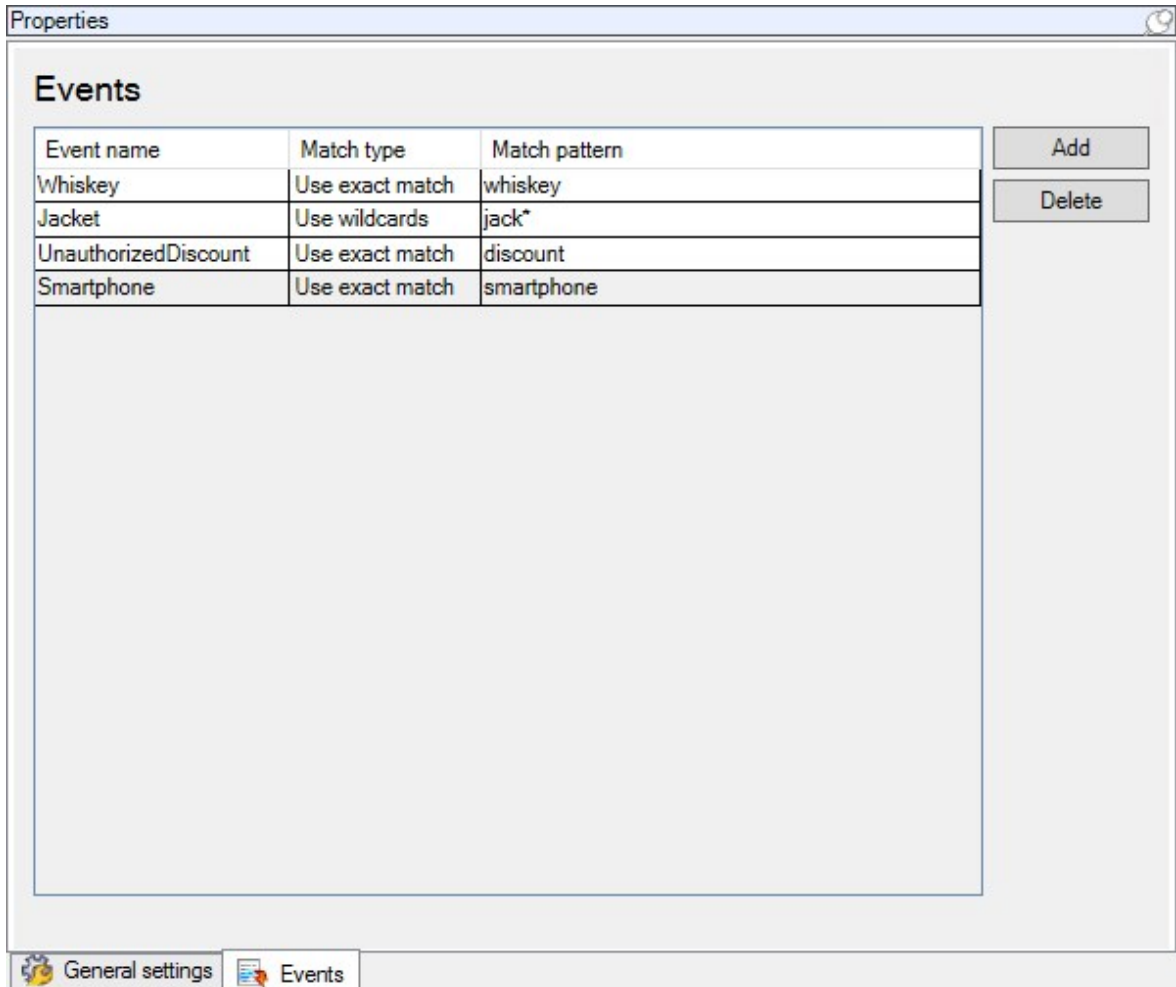 Properties
Events
Event name Match type Match pattern
Add
Whiskey Use exact match whiskey
Delete
Jacket Use wildcards jack*
UnauthorizedDiscount Use exact match discount
Smartphone Use exact match smartphone
General settings Events